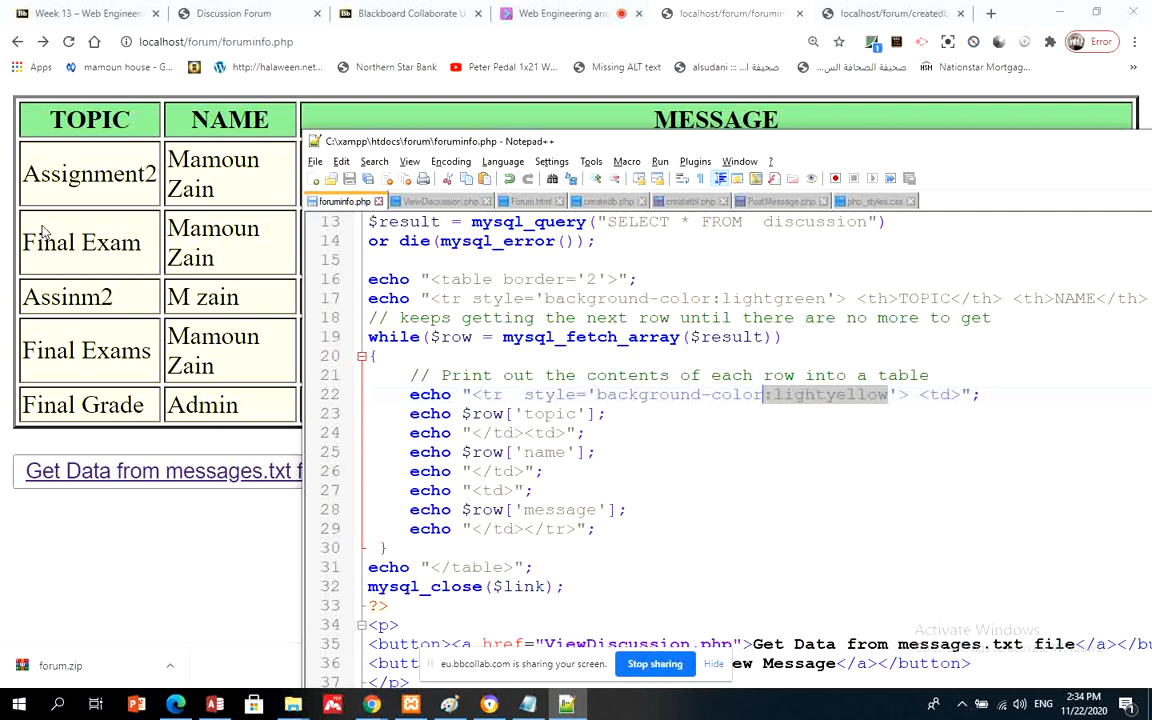 Week 13 – Web Engineer
Discussion Forum
Blackboard Collaborate U
Web Engineering and
localhost/forum/forumin
localhost/forum/createdb
localhost/forum/foruminfo.php
Error
Apps
mamoun house - G...
http://halaween.net...
Northern Star Bank
Peter Pedal 1x21 W...
Missing ALT text
صحيفة ا... ::: alsudani
صحيفة الصحافة الس...
Nationstar Mortgag...
TOPIC NAME MESSAGE
Assignment2 Mamoun Zain
Final Exam Mamoun Zain
Assinm2 M zain
Final Exams Mamoun Zain
Final Grade Admin
Get Data from messages.txt f
C:\xampp\htdocs\forum\foruminfo.php - Notepad++
File Edit Search View Encoding Language Settings Tools Macro Run Plugins Window ?
foruminfo.php ViewDiscussion.php Forum.html createdb.php createtbl.php PostMessage.php php_styles.css
13 $result = mysql_query("SELECT * FROM discussion")
14 or die(mysql_error());
15
16 echo "<table border='2'>";
17 echo "<tr style='background-color:lightgreen'> <th>TOPIC</th> <th>NAME</th>
18 // keeps getting the next row until there are no more to get
19 while($row = mysql_fetch_array($result))
20 {
21 // Print out the contents of each row into a table
22 echo "<tr style='background-color:lightyellow'> <td>";
23 echo $row['topic'];
24 echo "</td><td>";
25 echo $row['name'];
26 echo "</td>";
27 echo "<td>";
28 echo $row['message'];
29 echo "</td></tr>";
30 }
31 echo "</table>";
32 mysql_close($link);
33 ?>
34 <p>
35 <button><a href="ViewDiscussion.php">Get Data from messages.txt file</a></bu
36 <but ew Message</a></button>
37 </p>
eu.bbcollab.com is sharing your screen. Stop sharing Hide
Activate Windows
forum.zip
ENG
2:34 PM
11/22/2020